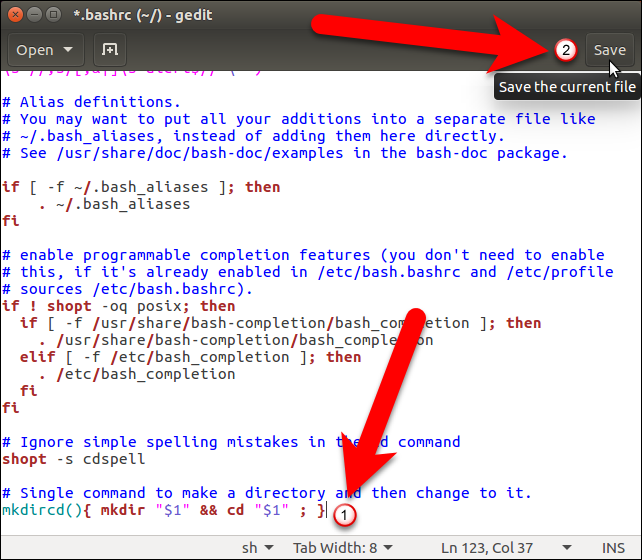 *.bashrc (~/) - gedit
Open
2
Save
Save the current file
# Alias definitions.
# You may want to put all your additions into a separate file like
# ~/.bash_aliases, instead of adding them here directly.
# See /usr/share/doc/bash-doc/examples in the bash-doc package.
if [ -f ~/.bash_aliases ]; then
    . ~/.bash_aliases
fi
# enable programmable completion features (you don't need to enable
# this, if it's already enabled in /etc/bash.bashrc and /etc/profile
# sources /etc/bash.bashrc).
if ! shopt -oq posix; then
  if [ -f /usr/share/bash-completion/bash_completion ]; then
    . /usr/share/bash-completion/bash_completion
  elif [ -f /etc/bash_completion ]; then
    . /etc/bash_completion
  fi
fi
# Ignore simple spelling mistakes in the cd command
shopt -s cdspell
# Single command to make a directory and then change to it.
mkdircd(){ mkdir "$1" && cd "$1" ; }
1
sh Tab Width: 8 Ln 123, Col 37 INS